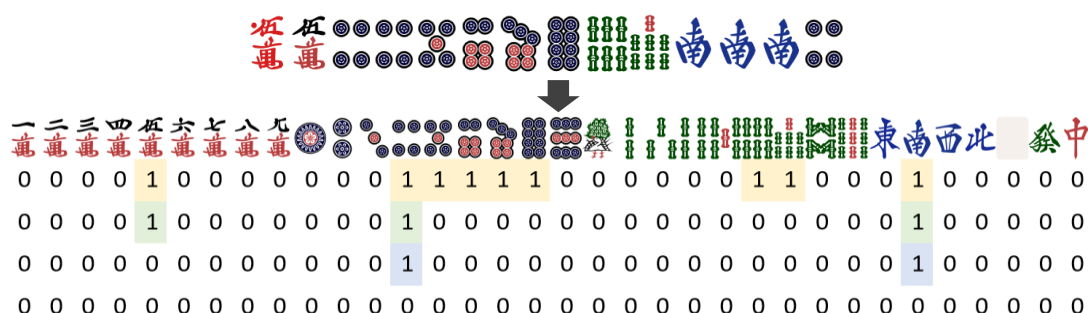 伍 伍
萬 萬 南 南 南
一 二 三 四 伍 六 七 八 九
萬 萬 萬 萬 萬 萬 萬 萬 萬 東 南 西 北 發 中
0 0 0 0 1 0 0 0 0 0 0 0 1 1 1 1 1 0 0 0 0 0 0 1 1 0 0 0 1 0 0 0 0 0
0 0 0 0 1 0 0 0 0 0 0 0 1 0 0 0 0 0 0 0 0 0 0 0 0 0 0 0 1 0 0 0 0 0
0 0 0 0 0 0 0 0 0 0 0 0 1 0 0 0 0 0 0 0 0 0 0 0 0 0 0 0 1 0 0 0 0 0
0 0 0 0 0 0 0 0 0 0 0 0 0 0 0 0 0 0 0 0 0 0 0 0 0 0 0 0 0 0 0 0 0 0